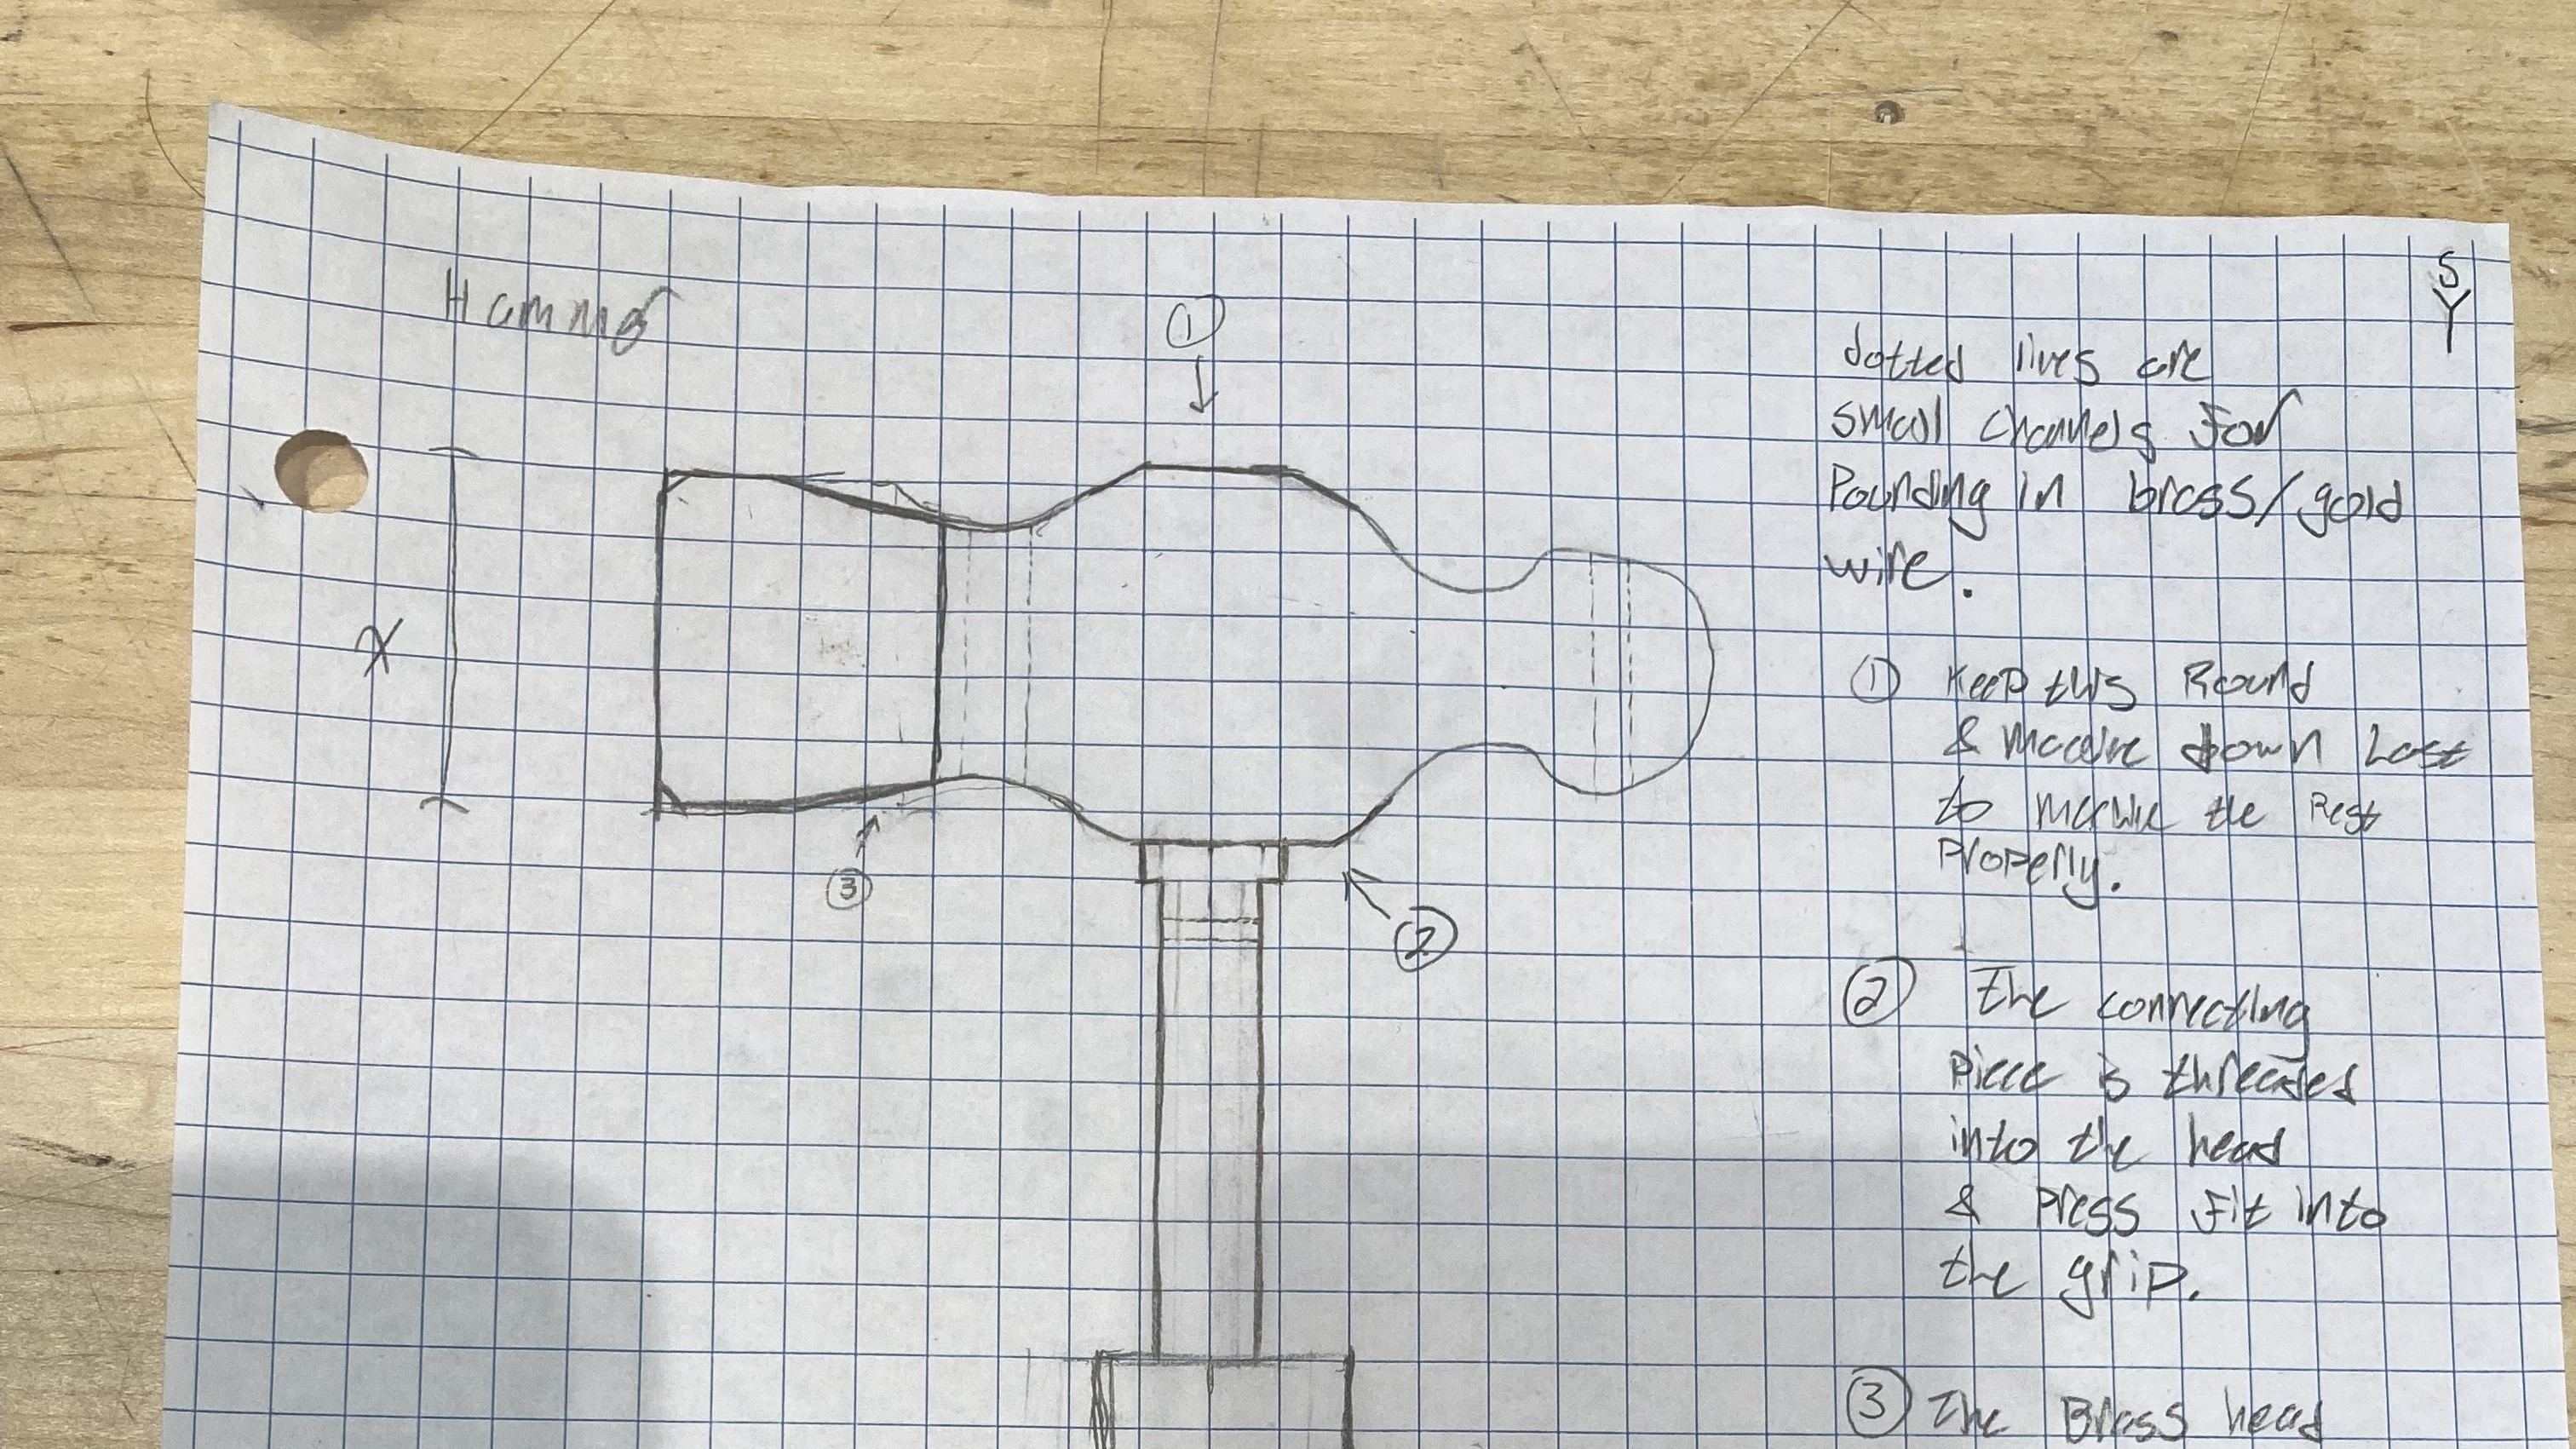 Hammer
S
Y
①
X
③
②
dotted lines are
small channels for
Pounding in brass/gold
wire.
① Keep this Round
& machine down Last
to machine the Rest
Properly.
② The connecting
Piece is threaded
into the head
& Press Fit into
the grip.
③ The Brass head